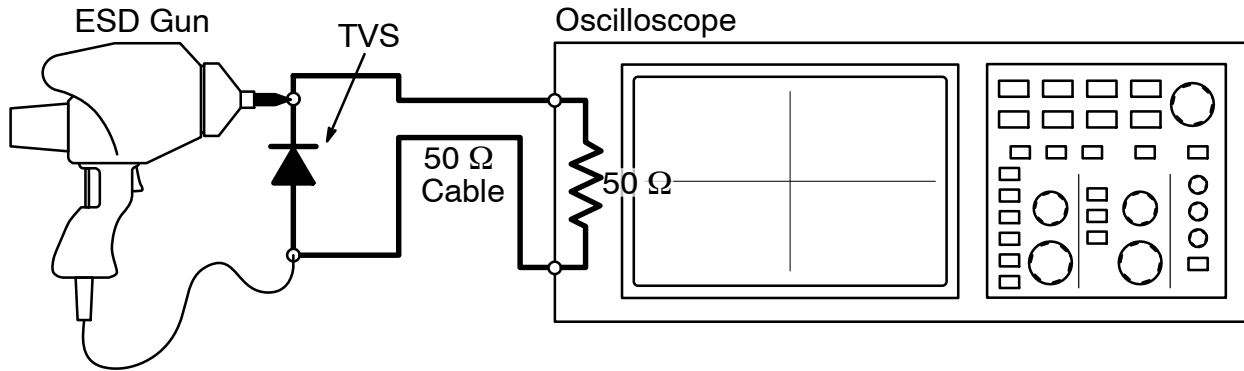 ESD Gun
TVS
Oscilloscope
50 Ω
Cable
50 Ω